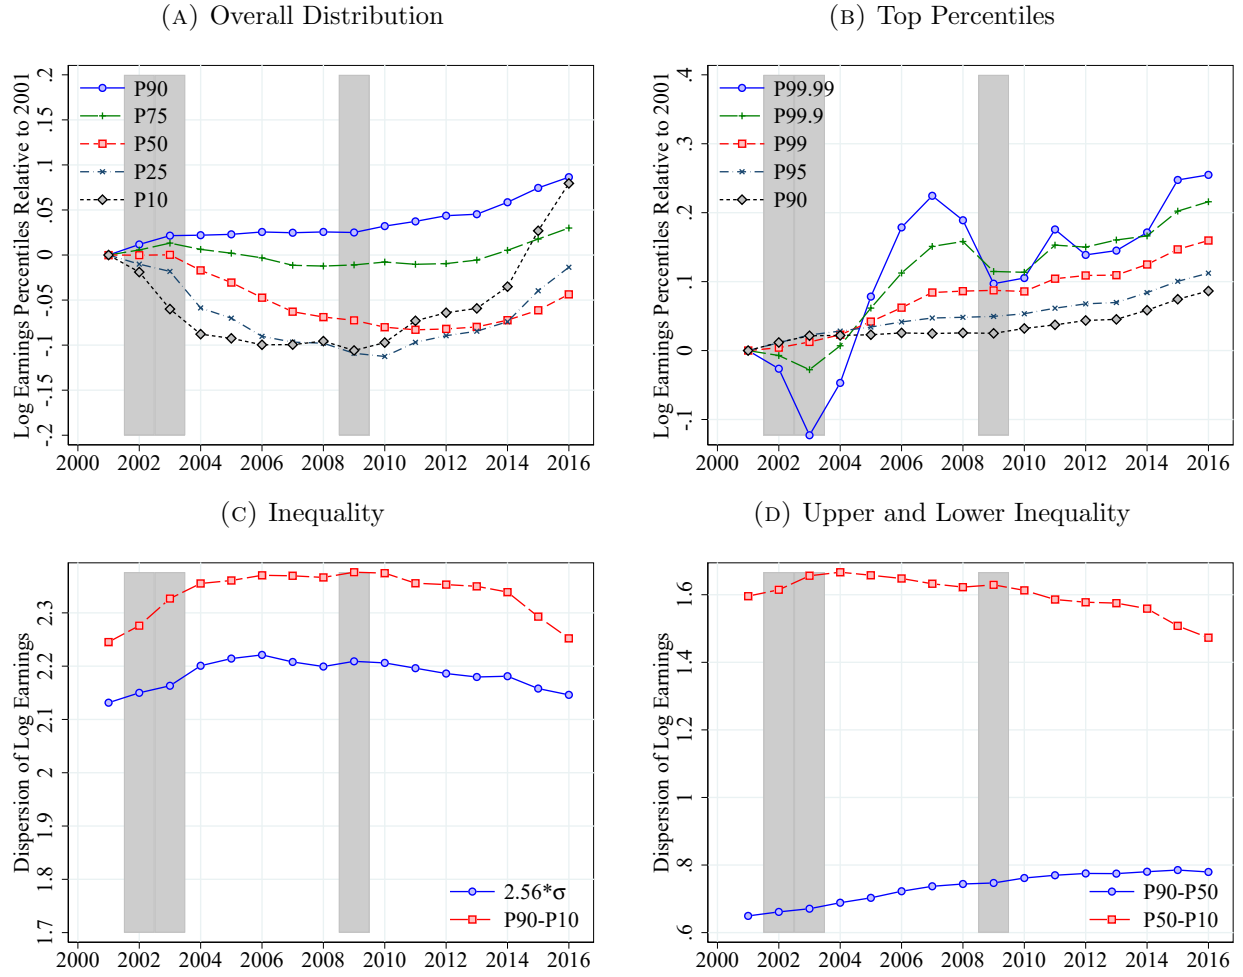 (A) Overall Distribution
Log Earnings Percentiles Relative to 2001
.2
.15
.1
.05
0
-.05
-.1
-.15
-.2
P90
P75
P50
P25
P10
2000 2002 2004 2006 2008 2010 2012 2014 2016
(B) Top Percentiles
Log Earnings Percentiles Relative to 2001
.4
.3
.2
.1
0
-.1
P99.99
P99.9
P99
P95
P90
2000 2002 2004 2006 2008 2010 2012 2014 2016
(C) Inequality
Dispersion of Log Earnings
2.3
2.2
2.1
2
1.9
1.8
1.7
2.56*σ
P90-P10
2000 2002 2004 2006 2008 2010 2012 2014 2016
(D) Upper and Lower Inequality
Dispersion of Log Earnings
1.6
1.4
1.2
1
.8
.6
P90-P50
P50-P10
2000 2002 2004 2006 2008 2010 2012 2014 2016